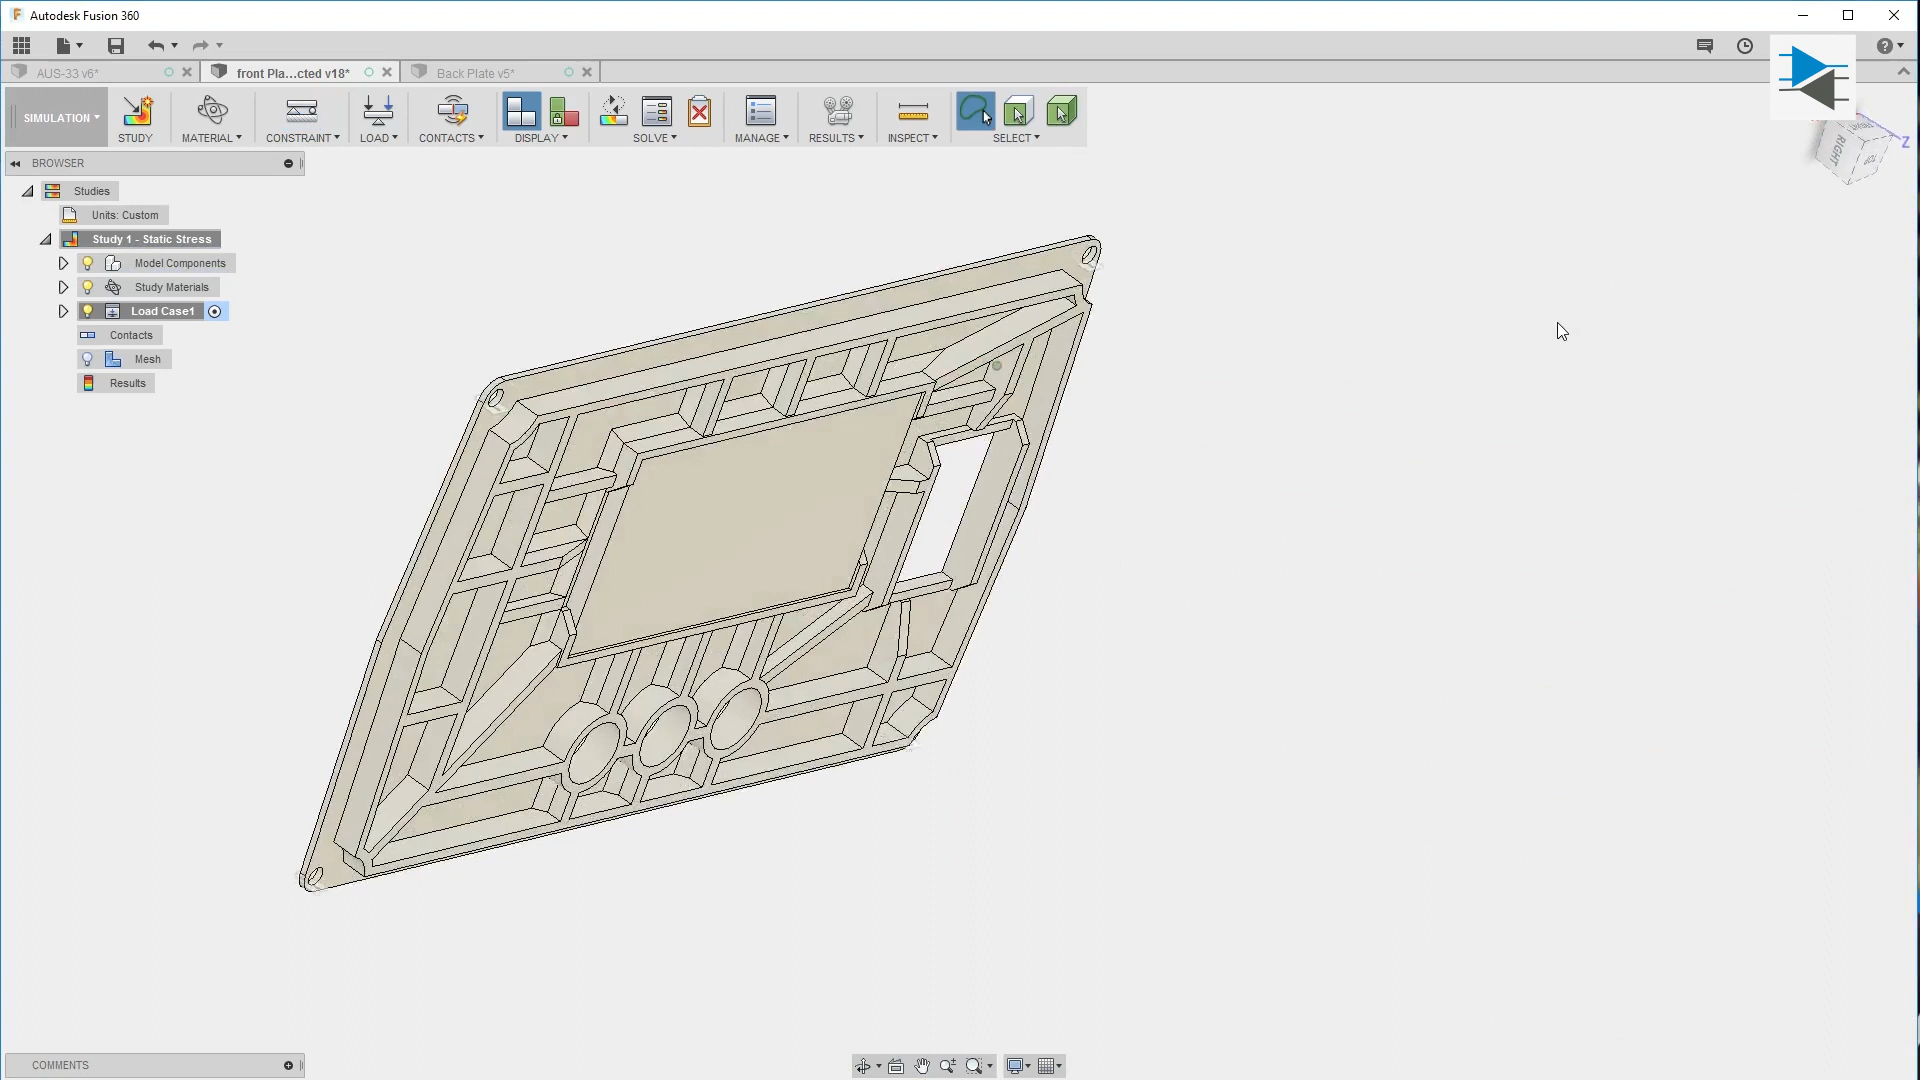 Autodesk Fusion 360
AUS-33 v6*
front Pla...cted v18*
Back Plate v5*
SIMULATION
STUDY
MATERIAL
CONSTRAINT
LOAD
CONTACTS
DISPLAY
SOLVE
MANAGE
RESULTS
INSPECT
SELECT
RIGHT
TOP
Z
BROWSER
Studies
Units: Custom
Study 1 - Static Stress
Model Components
Study Materials
Load Case1
Contacts
Mesh
Results
COMMENTS